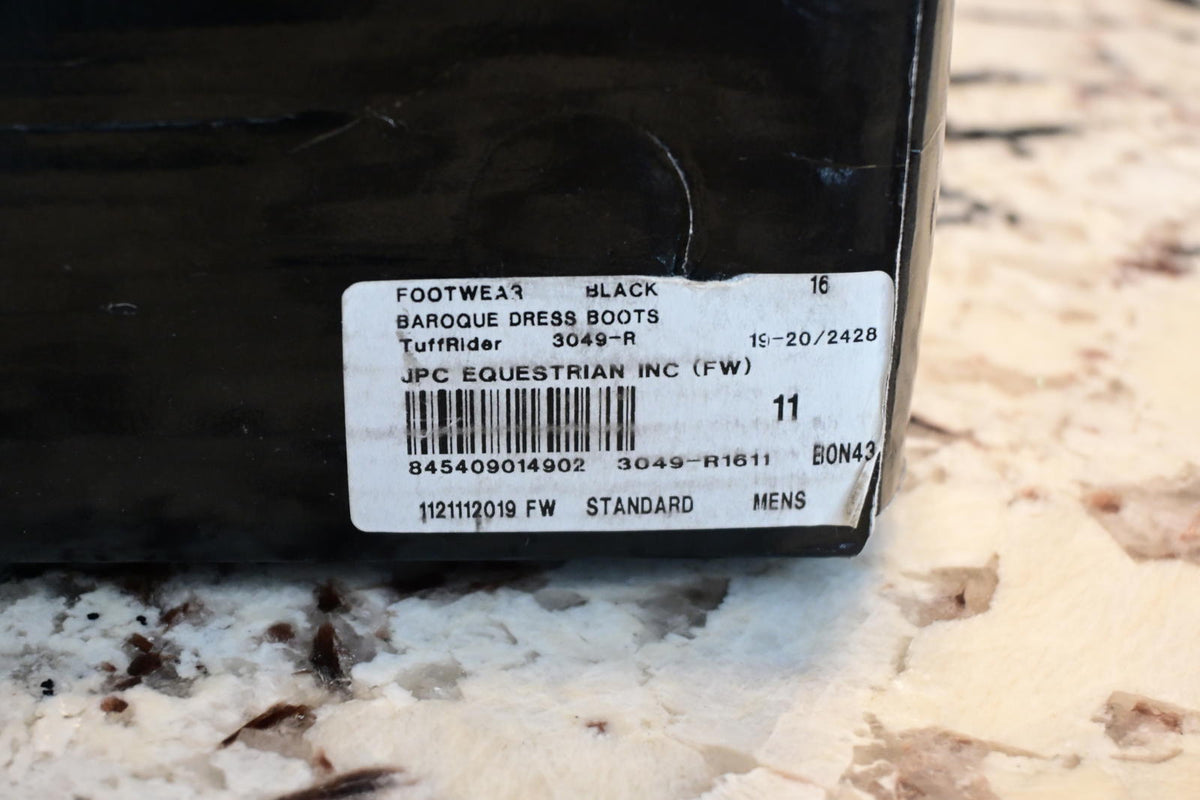 FOOTWEAR BLACK 16
BAROQUE DRESS BOOTS
TuffRider 3049-R 19-20/2428
JPC EQUESTRIAN INC (FW)
11
845409014902 3049-R1611 BON43
1121112019 FW STANDARD MENS